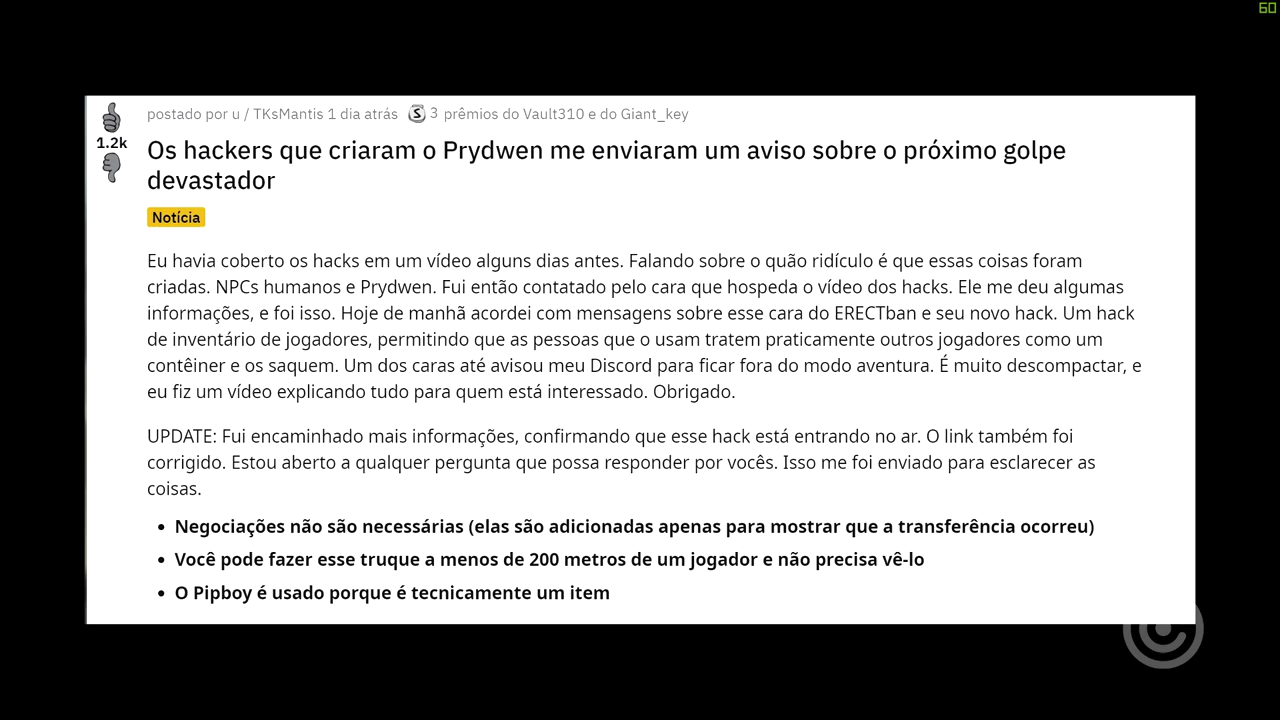 60
postado por u / TKsMantis 1 dia atrás S 3 prêmios do Vault310 e do Giant_key
1.2k
Os hackers que criaram o Prydwen me enviaram um aviso sobre o próximo golpe
devastador
Notícia
Eu havia coberto os hacks em um vídeo alguns dias antes. Falando sobre o quão ridículo é que essas coisas foram
criadas. NPCs humanos e Prydwen. Fui então contatado pelo cara que hospeda o vídeo dos hacks. Ele me deu algumas
informações, e foi isso. Hoje de manhã acordei com mensagens sobre esse cara do ERECTban e seu novo hack. Um hack
de inventário de jogadores, permitindo que as pessoas que o usam tratem praticamente outros jogadores como um
contêiner e os saquem. Um dos caras até avisou meu Discord para ficar fora do modo aventura. É muito descompactar, e
eu fiz um vídeo explicando tudo para quem está interessado. Obrigado.
UPDATE: Fui encaminhado mais informações, confirmando que esse hack está entrando no ar. O link também foi
corrigido. Estou aberto a qualquer pergunta que possa responder por vocês. Isso me foi enviado para esclarecer as
coisas.
• Negociações não são necessárias (elas são adicionadas apenas para mostrar que a transferência ocorreu)
• Você pode fazer esse truque a menos de 200 metros de um jogador e não precisa vê-lo
• O Pipboy é usado porque é tecnicamente um item